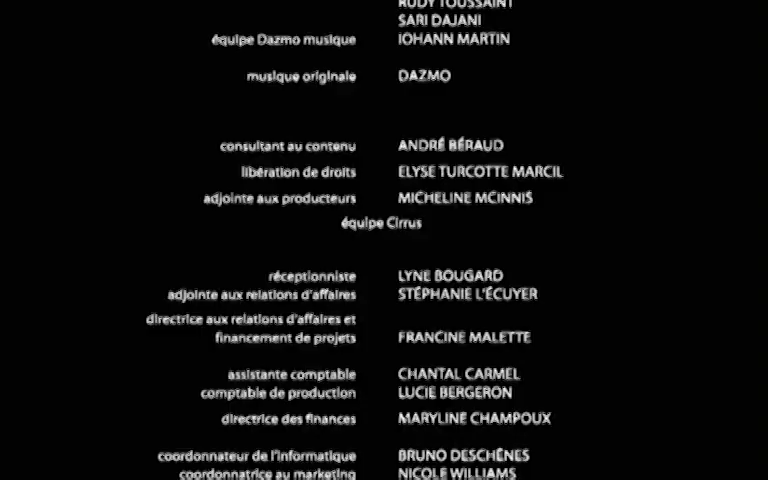 RUDY TOUSSAINT
SARI DAJANI
équipe Dazmo musique IOHANN MARTIN
musique originale DAZMO
consultant au contenu ANDRÉ BÉRAUD
libération de droits ELYSE TURCOTTE MARCIL
adjointe aux producteurs MICHELINE MCINNIS
équipe Cirrus
réceptionniste LYNE BOUGARD
adjointe aux relations d'affaires STÉPHANIE L'ÉCUYER
directrice aux relations d'affaires et
financement de projets FRANCINE MALETTE
assistante comptable CHANTAL CARMEL
comptable de production LUCIE BERGERON
directrice des finances MARYLINE CHAMPOUX
coordonnateur de l'informatique BRUNO DESCHÊNES
coordonnatrice au marketing NICOLE WILLIAMS